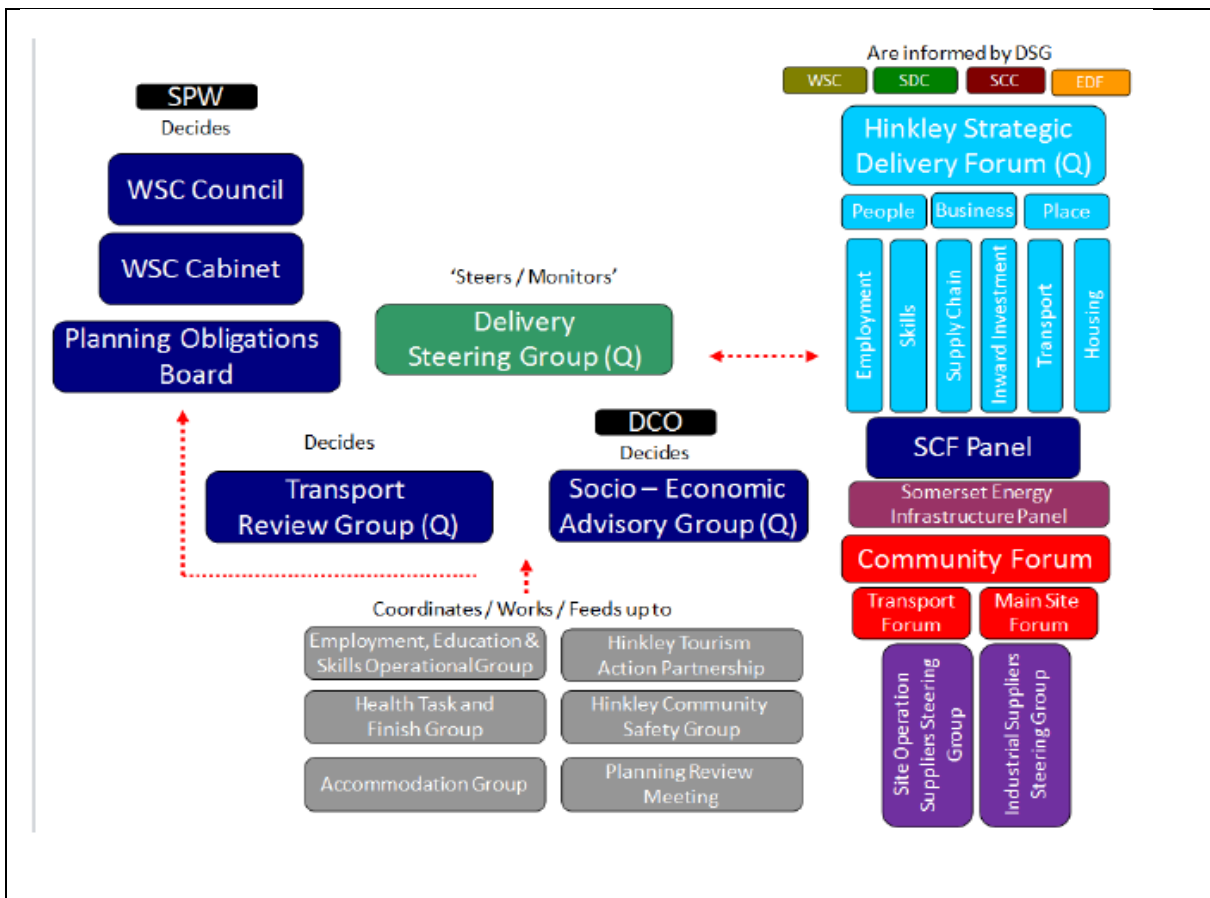 SPW
Decides
WSC Council
WSC Cabinet
Planning Obligations
Board
'Steers / Monitors'
Delivery
Steering Group (Q)
Decides
Transport
Review Group (Q)
DCO
Decides
Socio – Economic
Advisory Group (Q)
Coordinates / Works / Feeds up to
Employment, Education &
Skills Operational Group
Hinkley Tourism
Action Partnership
Health Task and
Finish Group
Hinkley Community
Safety Group
Accommodation Group
Planning Review
Meeting
Are informed by DSG
WSC
SDC
SCC
EDF
Hinkley Strategic
Delivery Forum (Q)
People
Business
Place
Employment
Skills
Supply Chain
Inward Investment
Transport
Housing
SCF Panel
Somerset Energy
Infrastructure Panel
Community Forum
Transport
Forum
Main Site
Forum
Site Operation
Suppliers Steering
Group
Industrial Suppliers
Steering Group